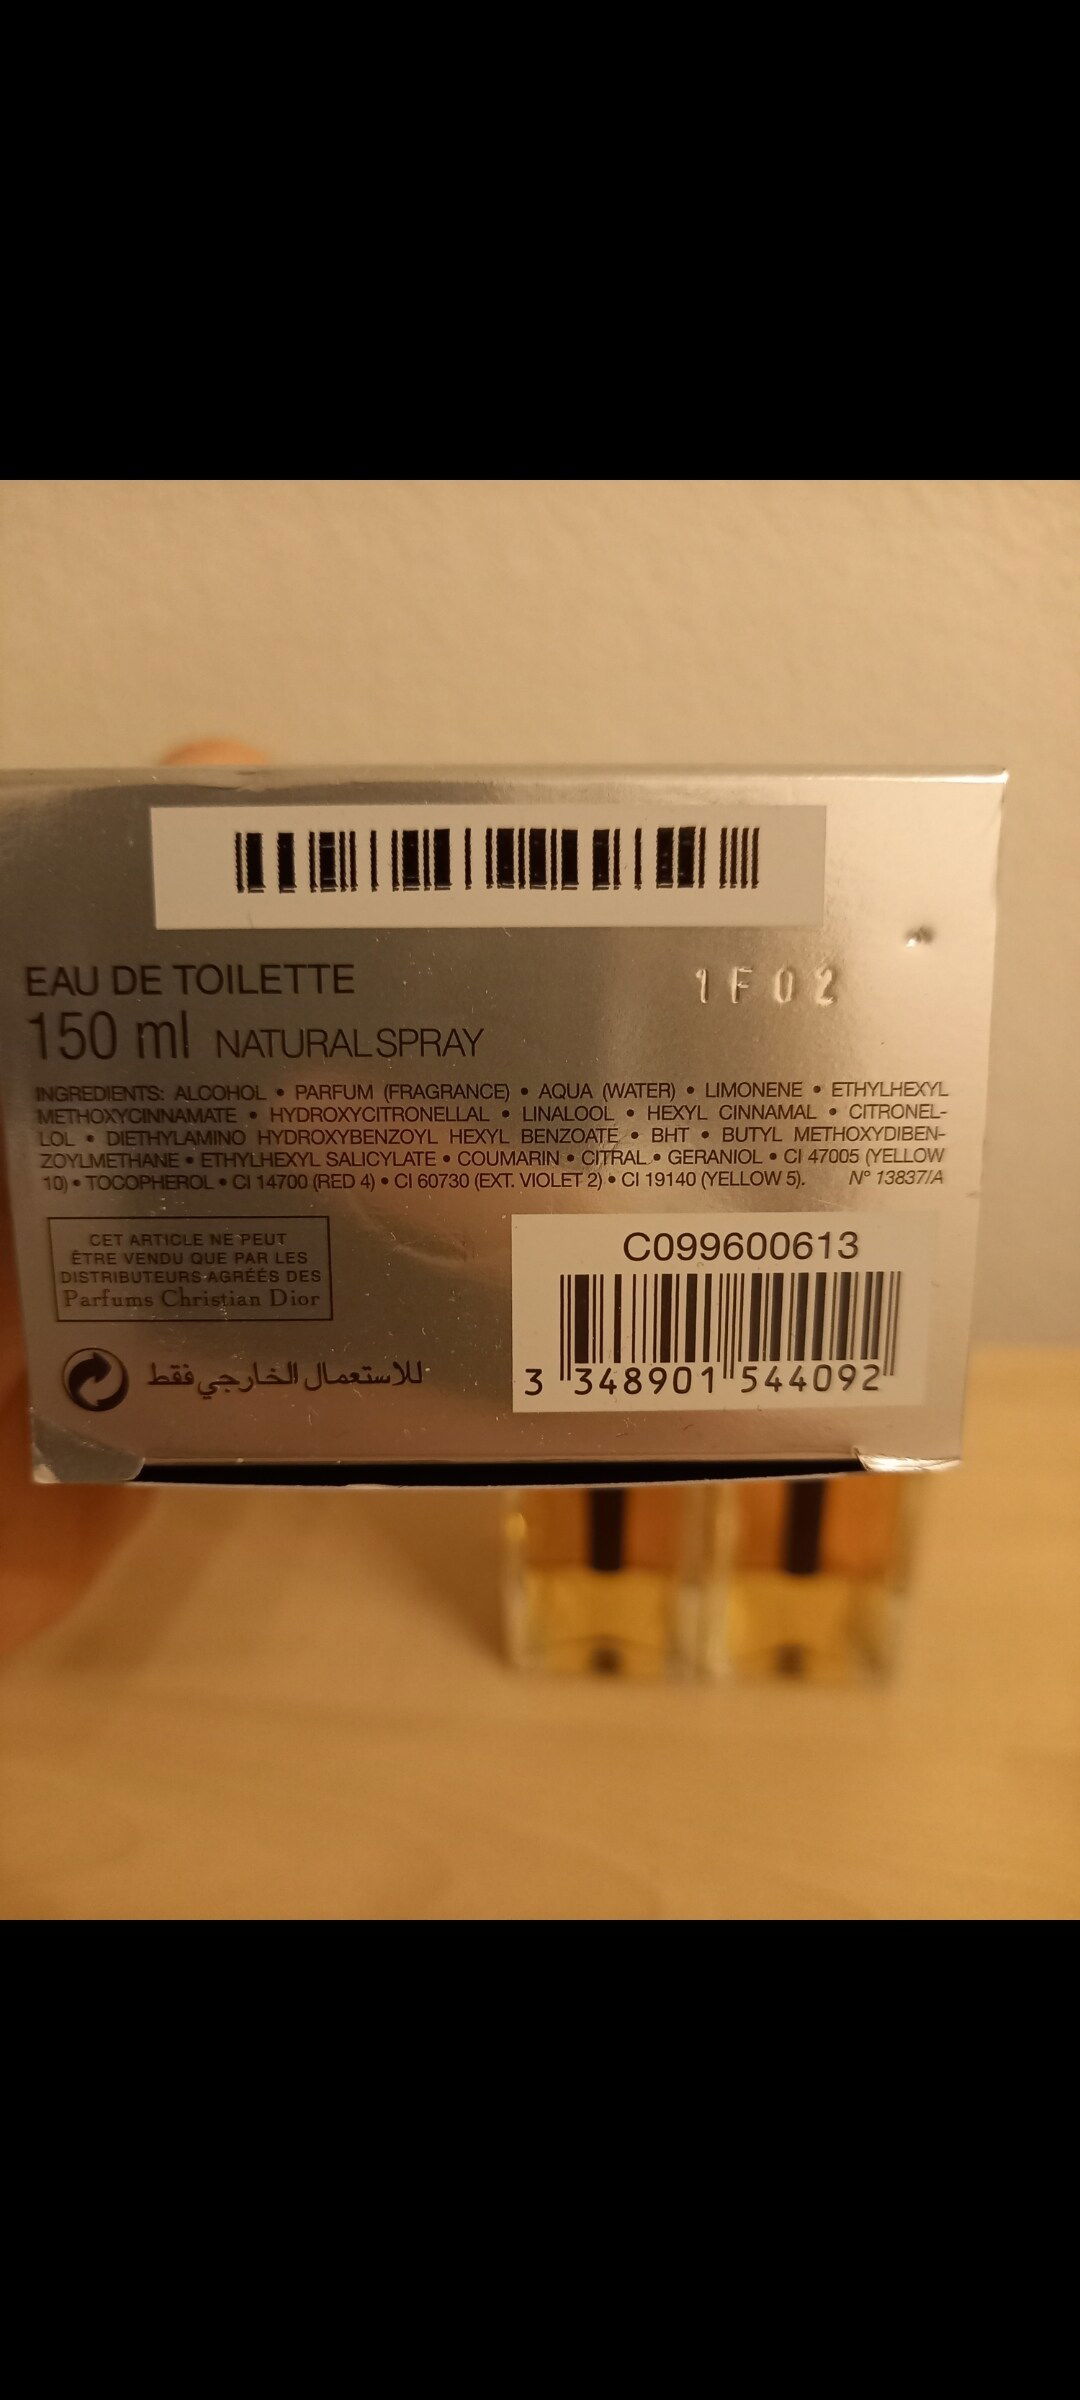 EAU DE TOILETTE
1F02
150 ml NATURAL SPRAY
INGREDIENTS: ALCOHOL • PARFUM (FRAGRANCE) • AQUA (WATER) • LIMONENE • ETHYLHEXYL
METHOXYCINNAMATE • HYDROXYCITRONELLAL • LINALOOL • HEXYL CINNAMAL • CITRONEL-
LOL • DIETHYLAMINO HYDROXYBENZOYL HEXYL BENZOATE • BHT • BUTYL METHOXYDIBEN-
ZOYLMETHANE • ETHYLHEXYL SALICYLATE • COUMARIN • CITRAL • GERANIOL • CI 47005 (YELLOW
10) • TOCOPHEROL • CI 14700 (RED 4) • CI 60730 (EXT. VIOLET 2) • CI 19140 (YELLOW 5). N° 13837/A
CET ARTICLE NE PEUT
ÊTRE VENDU QUE PAR LES
DISTRIBUTEURS AGRÉÉS DES
Parfums Christian Dior
للاستعمال الخارجي فقط
C099600613
3 348901 544092